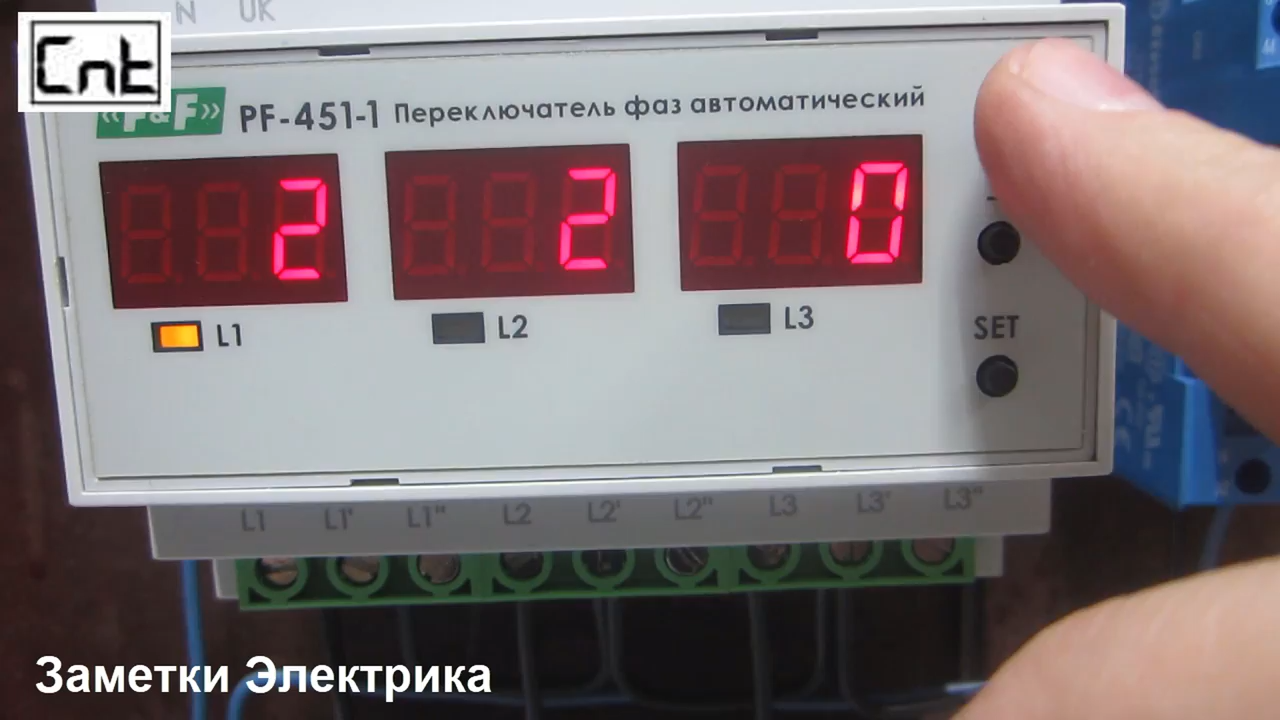 N UK
Cnt
«F&F» PF-451-1 Переключатель фаз автоматический
2 2 0
L1 L2 L3
SET
L1 L1' L1" L2 L2' L2" L3 L3' L3"
Заметки Электрика